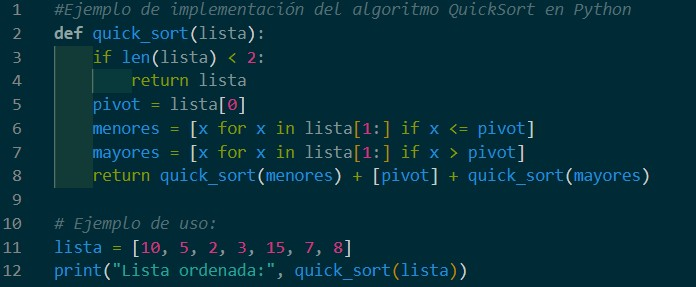 1 #Ejemplo de implementación del algoritmo QuickSort en Python
2 def quick_sort(lista):
3     if len(lista) < 2:
4         return lista
5     pivot = lista[0]
6     menores = [x for x in lista[1:] if x <= pivot]
7     mayores = [x for x in lista[1:] if x > pivot]
8     return quick_sort(menores) + [pivot] + quick_sort(mayores)
9
10 # Ejemplo de uso:
11 lista = [10, 5, 2, 3, 15, 7, 8]
12 print("Lista ordenada:", quick_sort(lista))